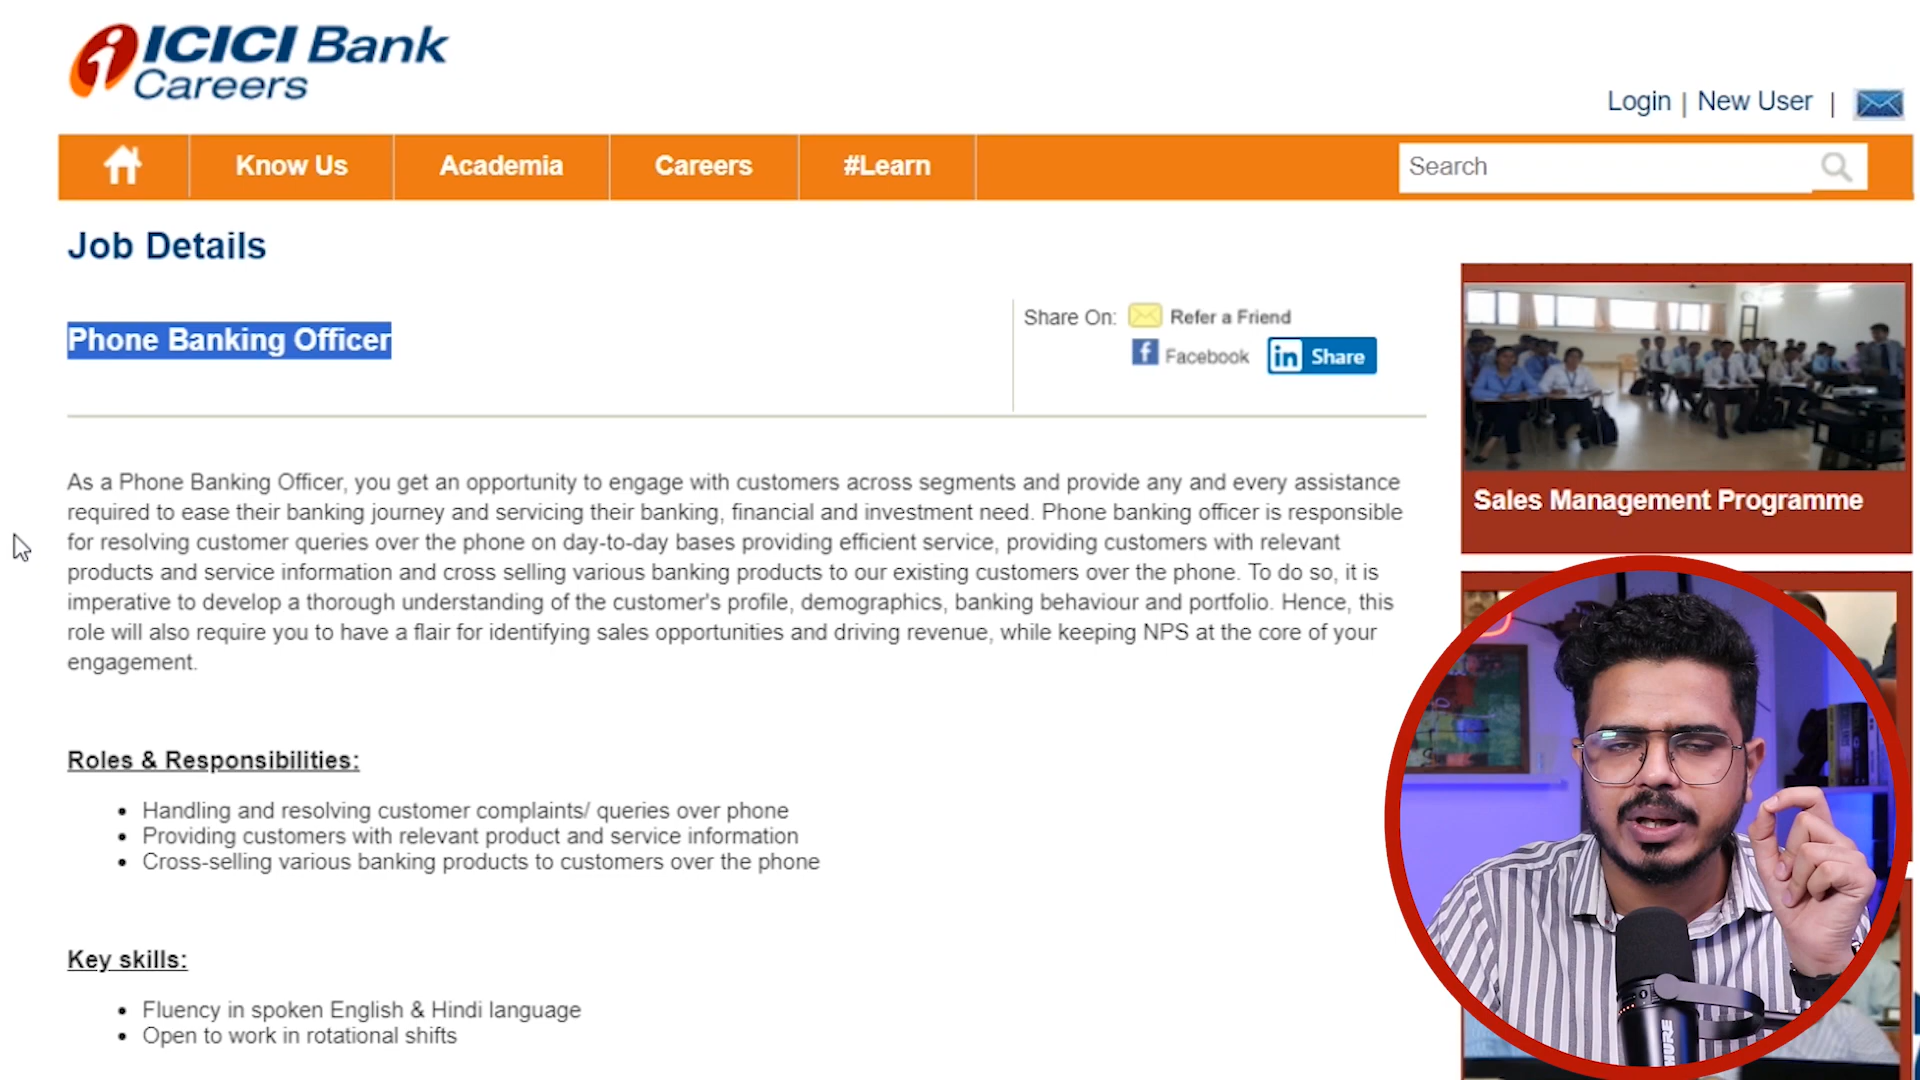 ICICI Bank
Careers
Login | New User |
Know Us
Academia
Careers
#Learn
Search
Job Details
Phone Banking Officer
Share On:
Refer a Friend
Facebook
in Share
As a Phone Banking Officer, you get an opportunity to engage with customers across segments and provide any and every assistance
required to ease their banking journey and servicing their banking, financial and investment need. Phone banking officer is responsible
for resolving customer queries over the phone on day-to-day bases providing efficient service, providing customers with relevant
products and service information and cross selling various banking products to our existing customers over the phone. To do so, it is
imperative to develop a thorough understanding of the customer's profile, demographics, banking behaviour and portfolio. Hence, this
role will also require you to have a flair for identifying sales opportunities and driving revenue, while keeping NPS at the core of your
engagement.
Sales Management Programme
Roles & Responsibilities:
• Handling and resolving customer complaints/ queries over phone
• Providing customers with relevant product and service information
• Cross-selling various banking products to customers over the phone
Key skills:
• Fluency in spoken English & Hindi language
• Open to work in rotational shifts